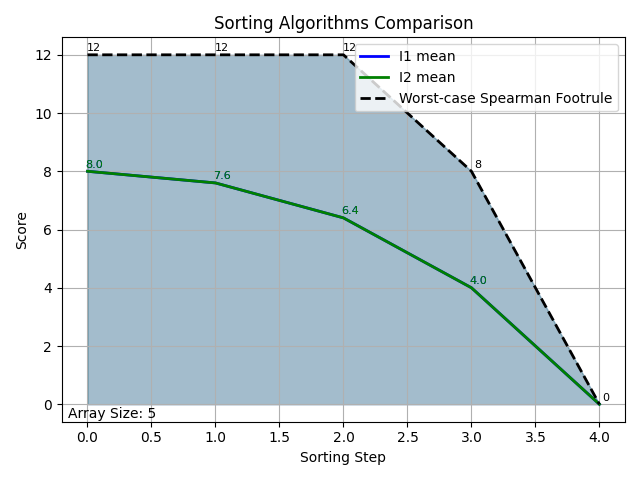 Sorting Algorithms Comparison
12
12
12
I1 mean
I2 mean
Worst-case Spearman Footrule
8.0
7.6
6.4
8
4.0
0
Array Size: 5
Score
12
10
8
6
4
2
0
0.0 0.5 1.0 1.5 2.0 2.5 3.0 3.5 4.0
Sorting Step